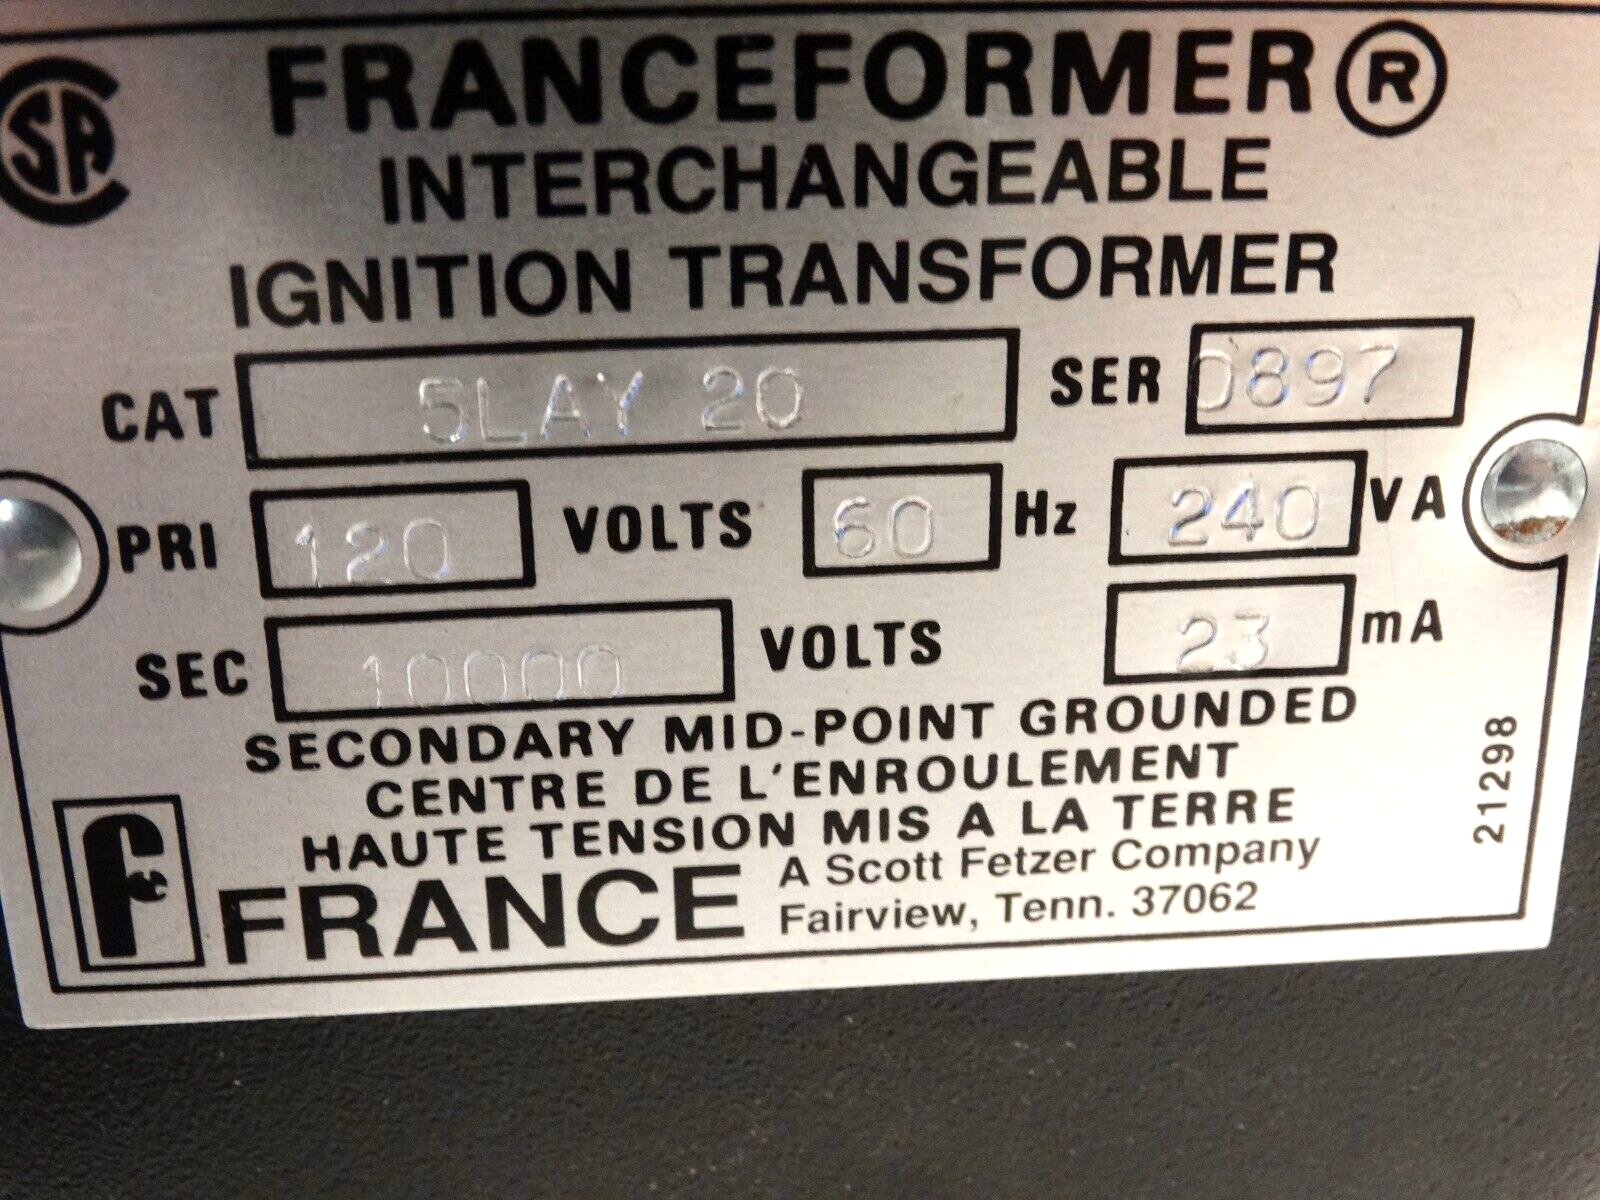 SA
FRANCEFORMER®
INTERCHANGEABLE
IGNITION TRANSFORMER
CAT 5LAY 20 SER 0897
PRI 120 VOLTS 60 Hz 240 VA
SEC 10000 VOLTS 23 mA
SECONDARY MID-POINT GROUNDED
CENTRE DE L'ENROULEMENT
HAUTE TENSION MIS A LA TERRE
FRANCE
A Scott Fetzer Company
Fairview, Tenn. 37062
21298